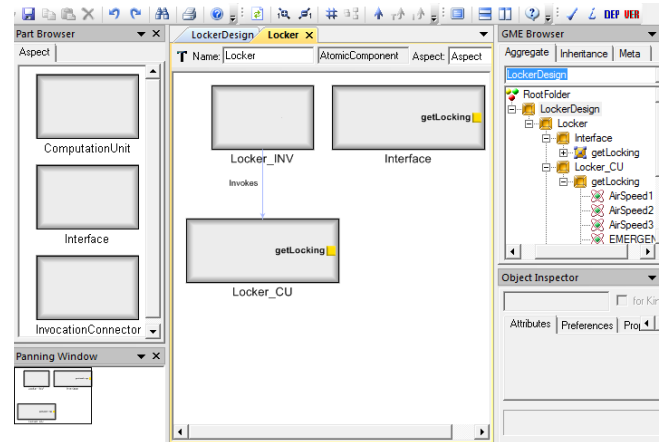 DEP VER
Part Browser
LockerDesign Locker
GME Browser
Aspect
Name: Locker AtomicComponent Aspect: Aspect
Aggregate Inheritance Meta
LockerDesign
RootFolder
LockerDesign
Locker
Interface
getLocking
Locker_CU
getLocking
AirSpeed1
AirSpeed2
AirSpeed3
EMERGEN
ComputationUnit
Interface
InvocationConnector
getLocking
Locker_INV
Interface
Invokes
getLocking
Locker_CU
Object Inspector
for Kin
Attributes Preferences Prop
Panning Window